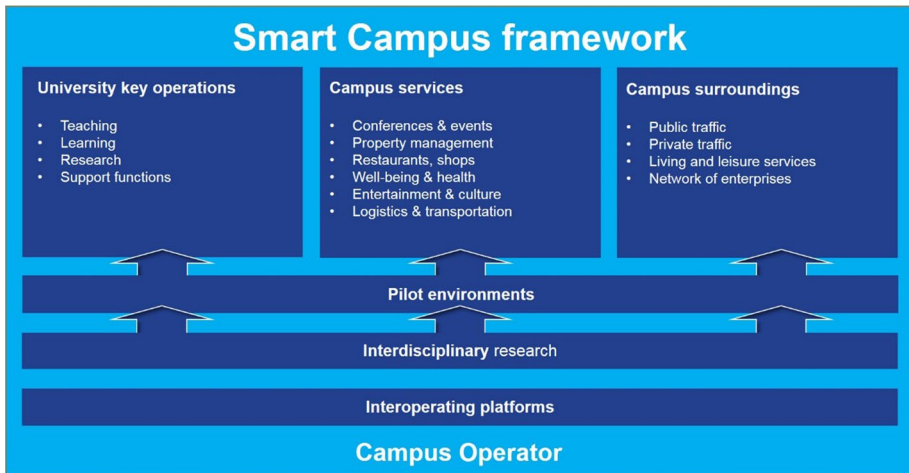 Smart Campus framework
University key operations
• Teaching
• Learning
• Research
• Support functions
Campus services
• Conferences & events
• Property management
• Restaurants, shops
• Well-being & health
• Entertainment & culture
• Logistics & transportation
Campus surroundings
• Public traffic
• Private traffic
• Living and leisure services
• Network of enterprises
Pilot environments
Interdisciplinary research
Interoperating platforms
Campus Operator